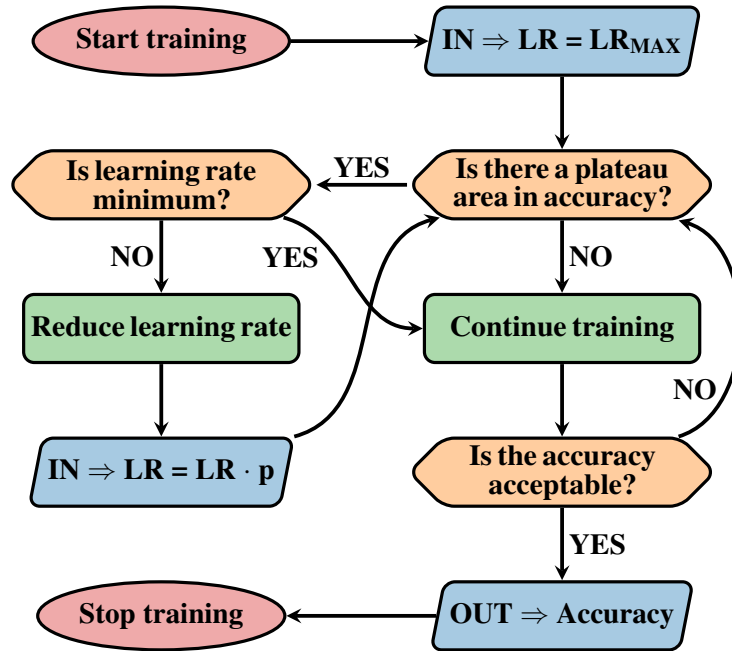 Start training
IN ⇒ LR = LR_MAX
Is learning rate
minimum?
YES
Is there a plateau
area in accuracy?
NO
YES
NO
Reduce learning rate
Continue training
NO
IN ⇒ LR = LR · p
Is the accuracy
acceptable?
YES
Stop training
OUT ⇒ Accuracy